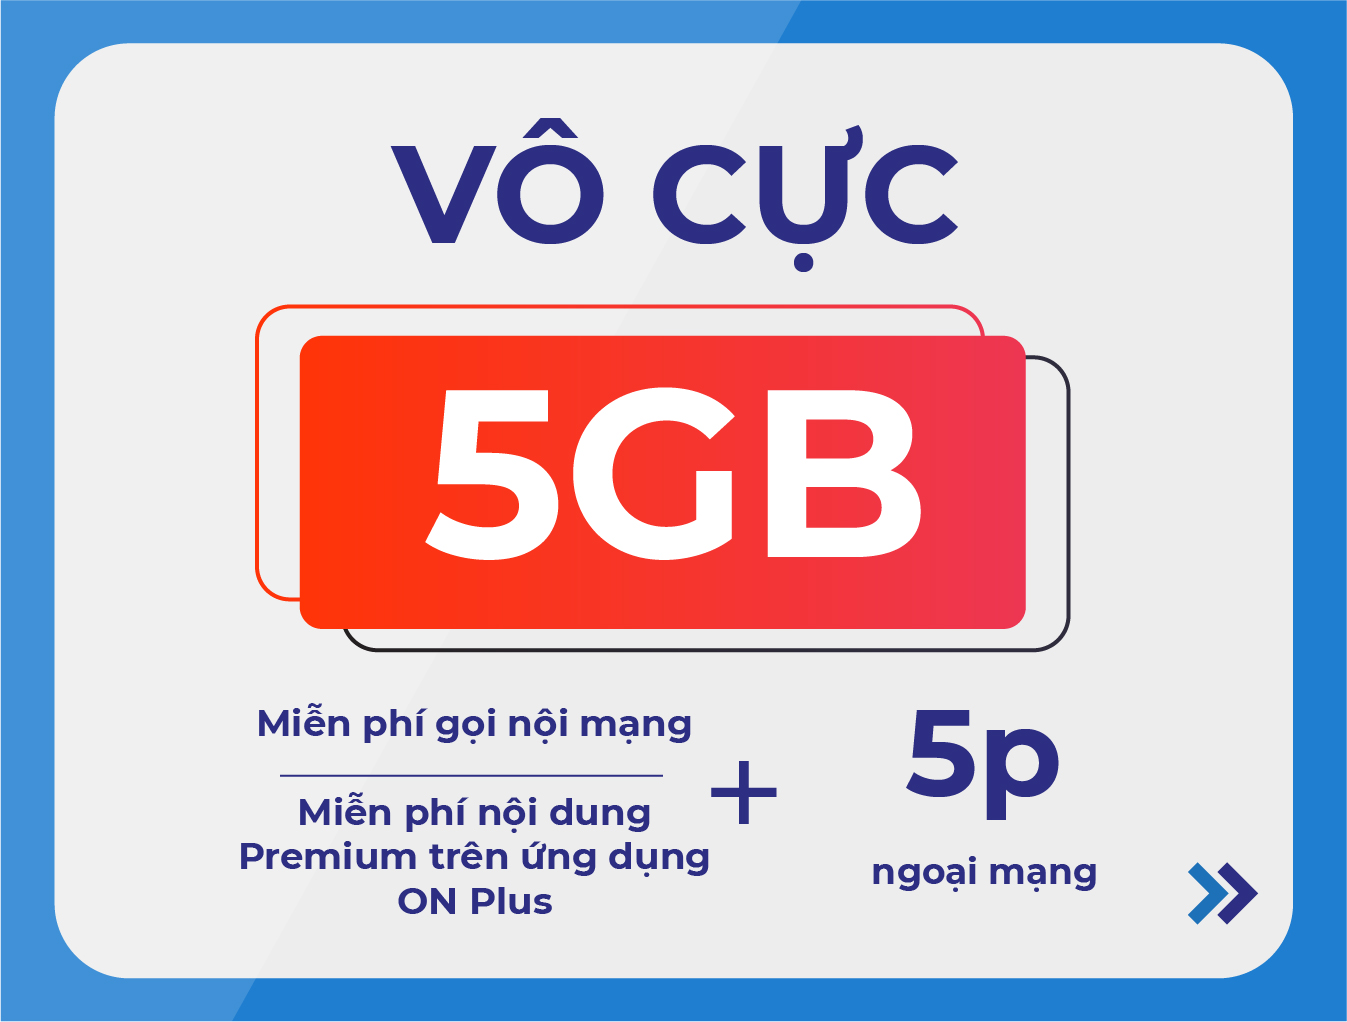 VÔ CỰC
5GB
Miễn phí gọi nội mạng
Miễn phí nội dung
Premium trên ứng dụng
ON Plus
+
5p
ngoại mạng